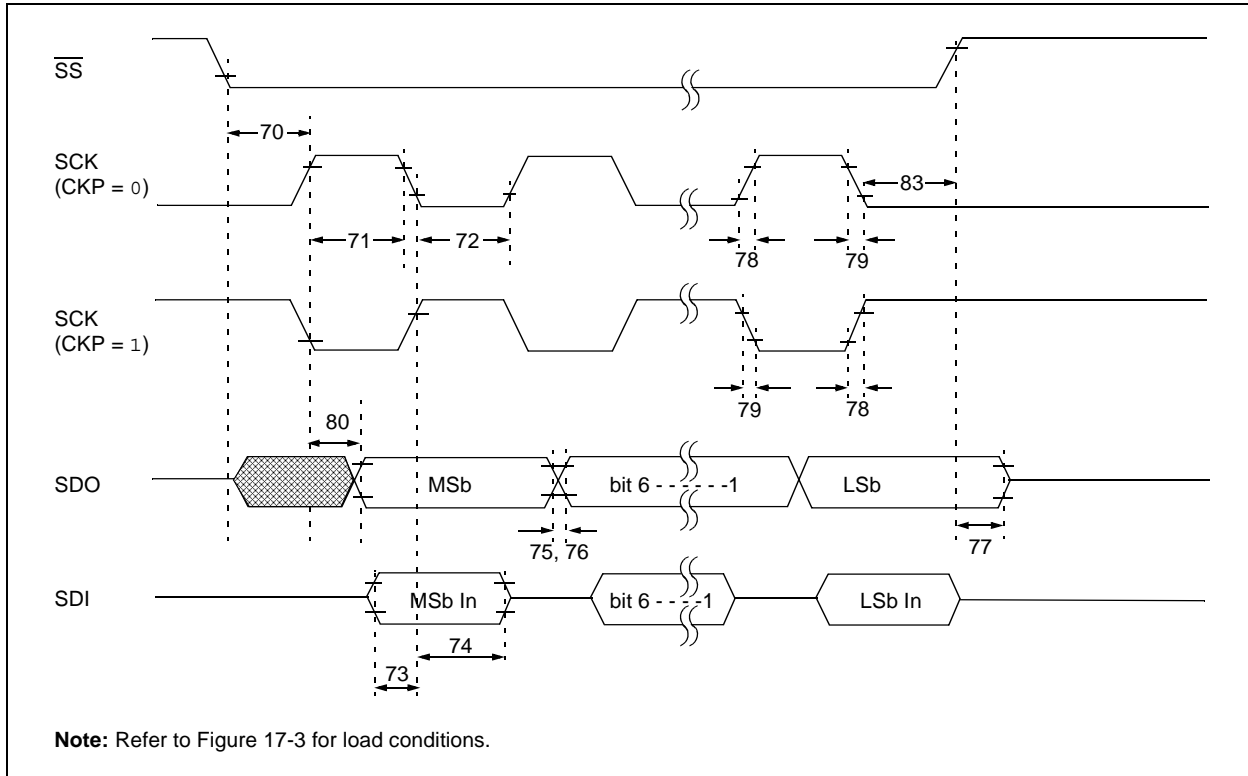 SS
70
SCK
(CKP = 0)
83
71
72
78
79
SCK
(CKP = 1)
79
78
80
SDO
MSb
bit 6 - - - - - -1
LSb
75, 76
77
SDI
MSb In
bit 6 - - - -1
LSb In
74
73
Note: Refer to Figure 17-3 for load conditions.